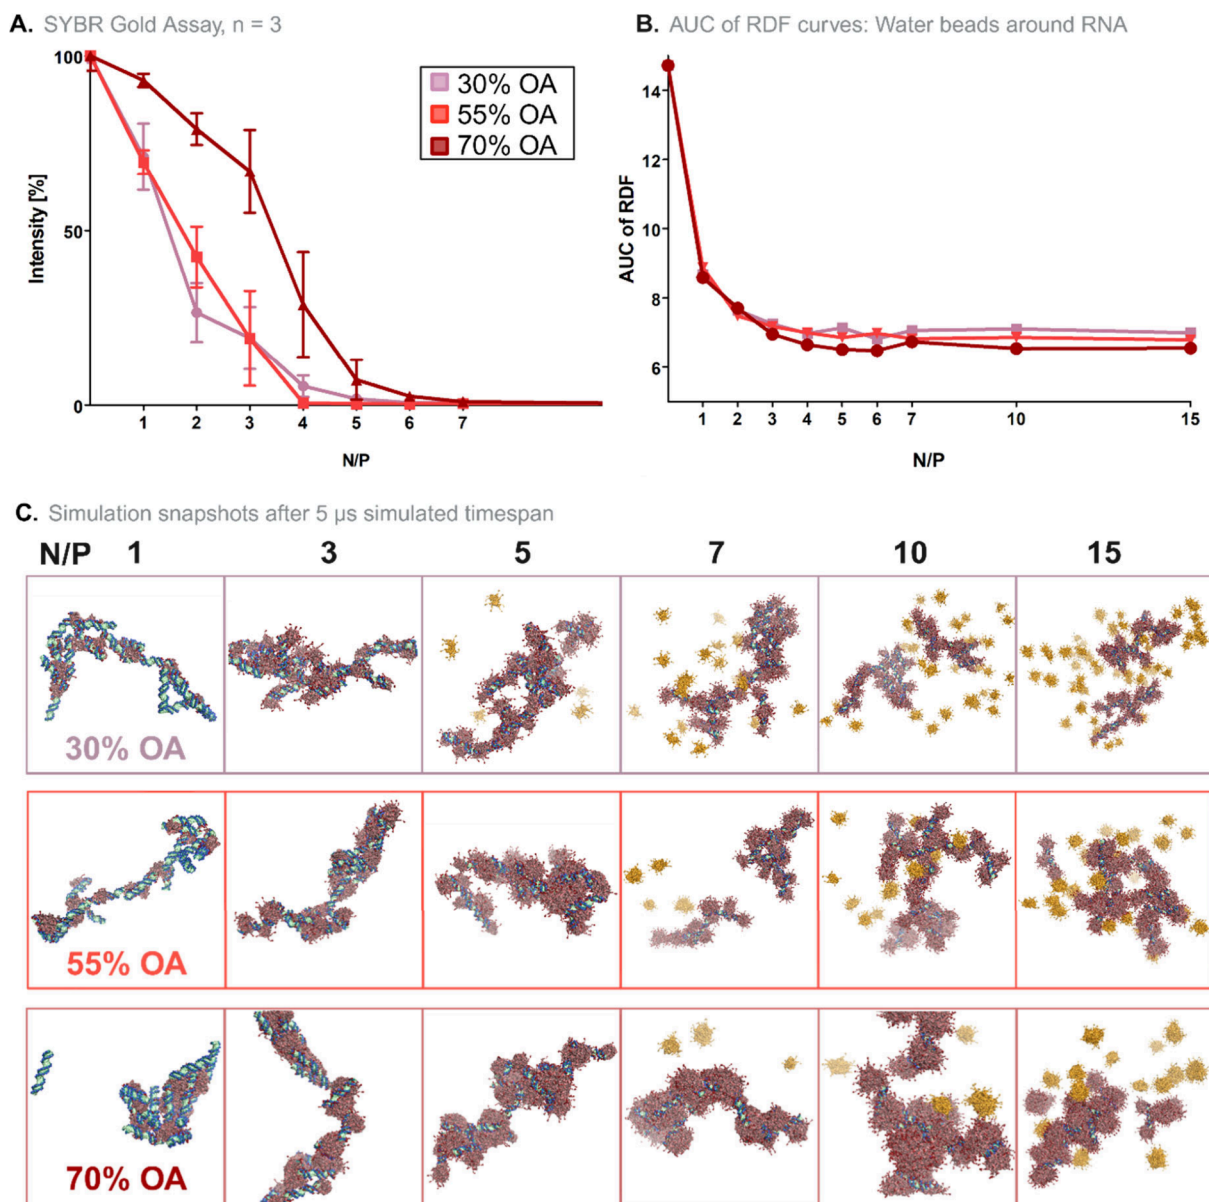 A. SYBR Gold Assay, n = 3
100
50
0
Intensity [%]
1 2 3 4 5 6 7
N/P
30% OA
55% OA
70% OA
B. AUC of RDF curves: Water beads around RNA
14
12
10
8
6
AUC of RDF
1 2 3 4 5 6 7 10 15
N/P
C. Simulation snapshots after 5 µs simulated timespan
N/P 1 3 5 7 10 15
30% OA
55% OA
70% OA